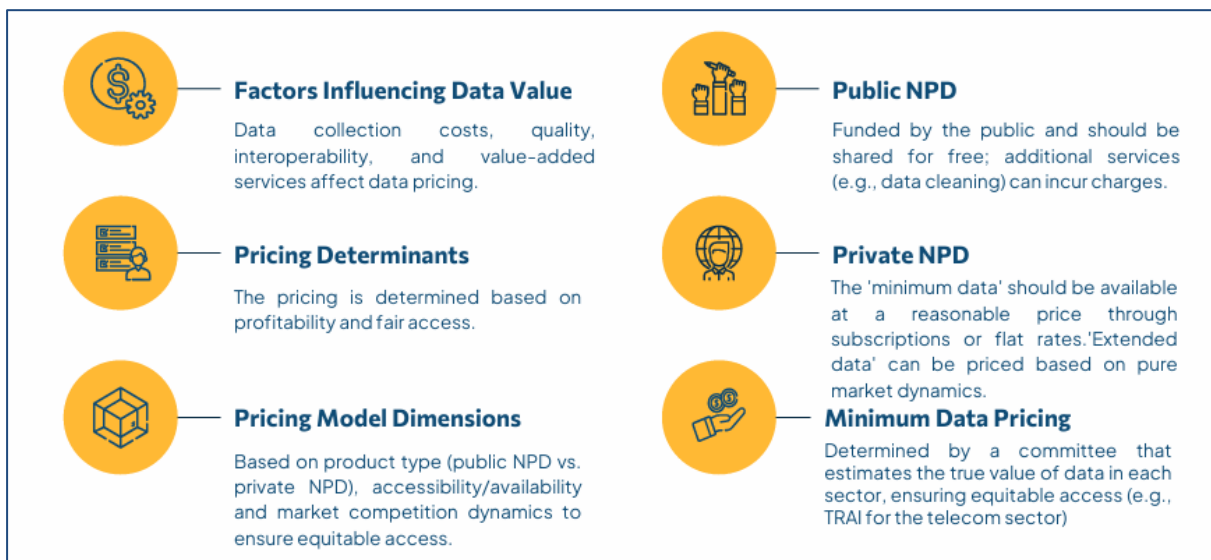 Factors Influencing Data Value
Data collection costs, quality,
interoperability, and value-added
services affect data pricing.
Pricing Determinants
The pricing is determined based on
profitability and fair access.
Pricing Model Dimensions
Based on product type (public NPD vs.
private NPD), accessibility/availability
and market competition dynamics to
ensure equitable access.
Public NPD
Funded by the public and should be
shared for free; additional services
(e.g., data cleaning) can incur charges.
Private NPD
The 'minimum data' should be available
at a reasonable price through
subscriptions or flat rates.'Extended
data' can be priced based on pure
market dynamics.
Minimum Data Pricing
Determined by a committee that
estimates the true value of data in each
sector, ensuring equitable access (e.g.,
TRAI for the telecom sector)